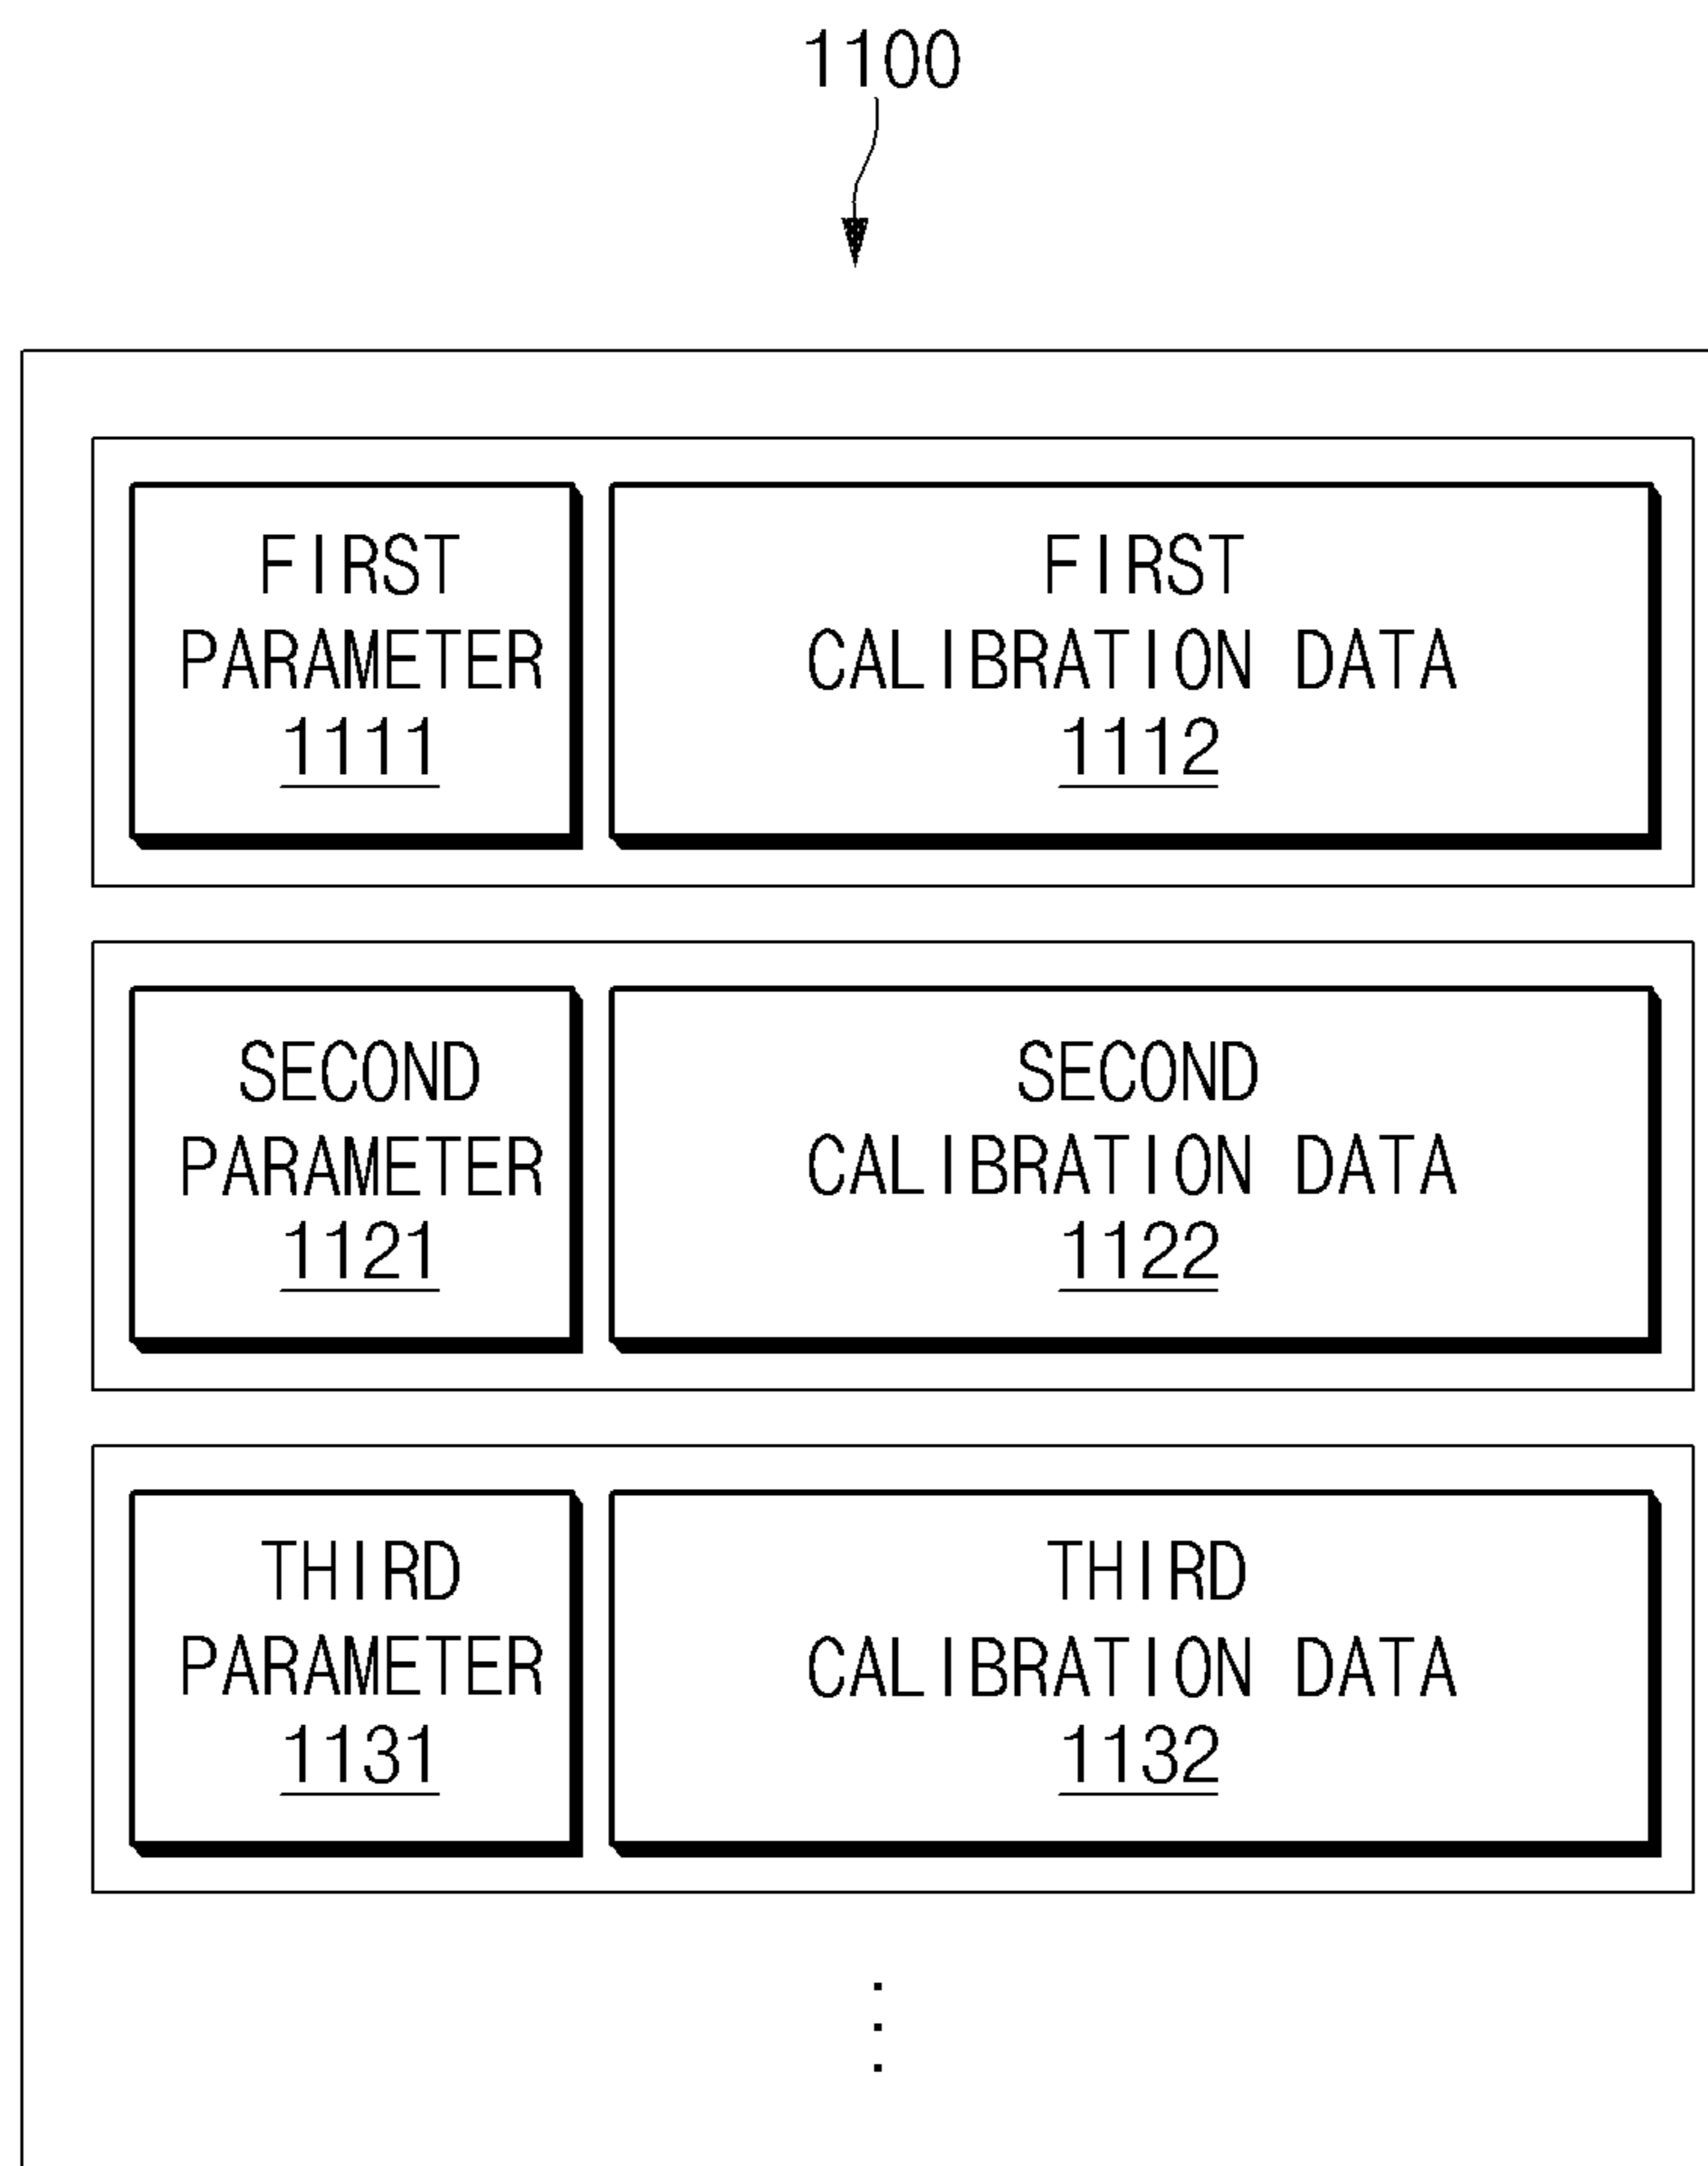 1100
FIRST
PARAMETER
1111
FIRST
CALIBRATION DATA
1112
SECOND
PARAMETER
1121
SECOND
CALIBRATION DATA
1122
THIRD
PARAMETER
1131
THIRD
CALIBRATION DATA
1132